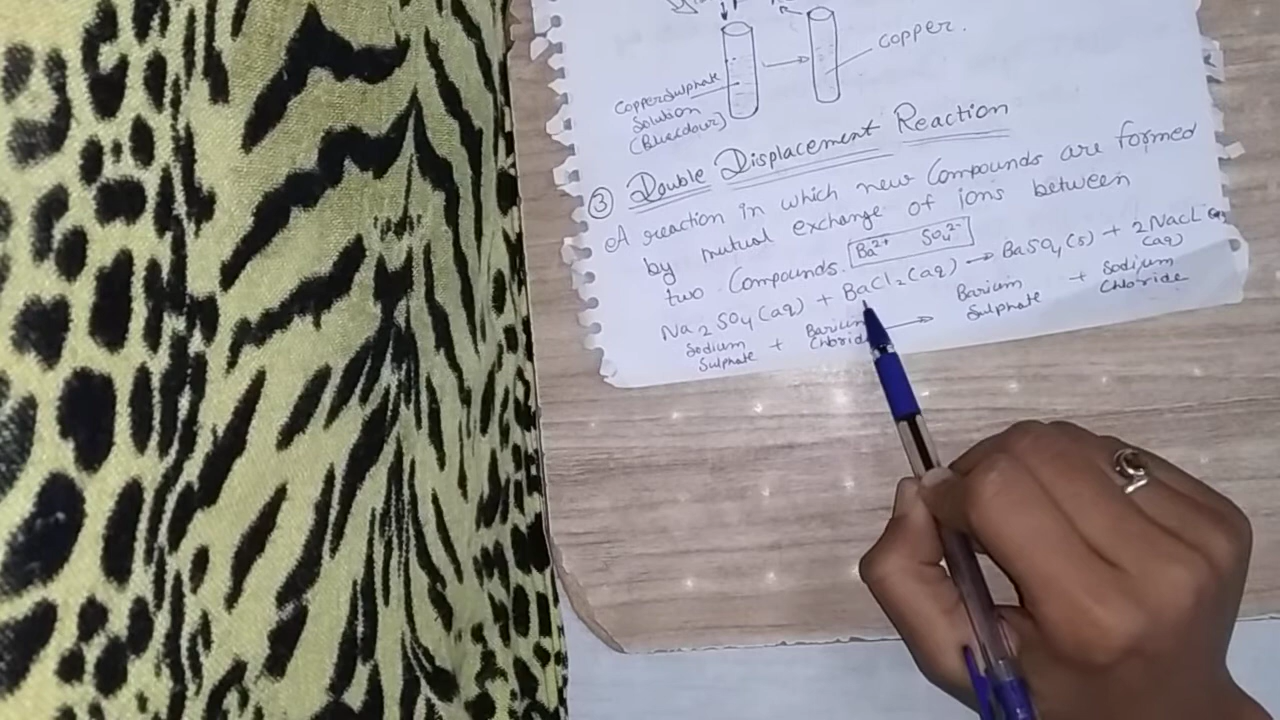 copper.
Copper sulphate
Solution
(Blue colour)
③ Double Displacement Reaction
A reaction in which new Compounds are formed
by mutual exchange of ions between
two Compounds. Ba²⁺ SO₄²⁻
Na₂SO₄(aq) + BaCl₂(aq) → BaSO₄(s) + 2NaCl (aq)
Sodium Sulphate + Barium Chloride → Barium Sulphate + Sodium Chloride